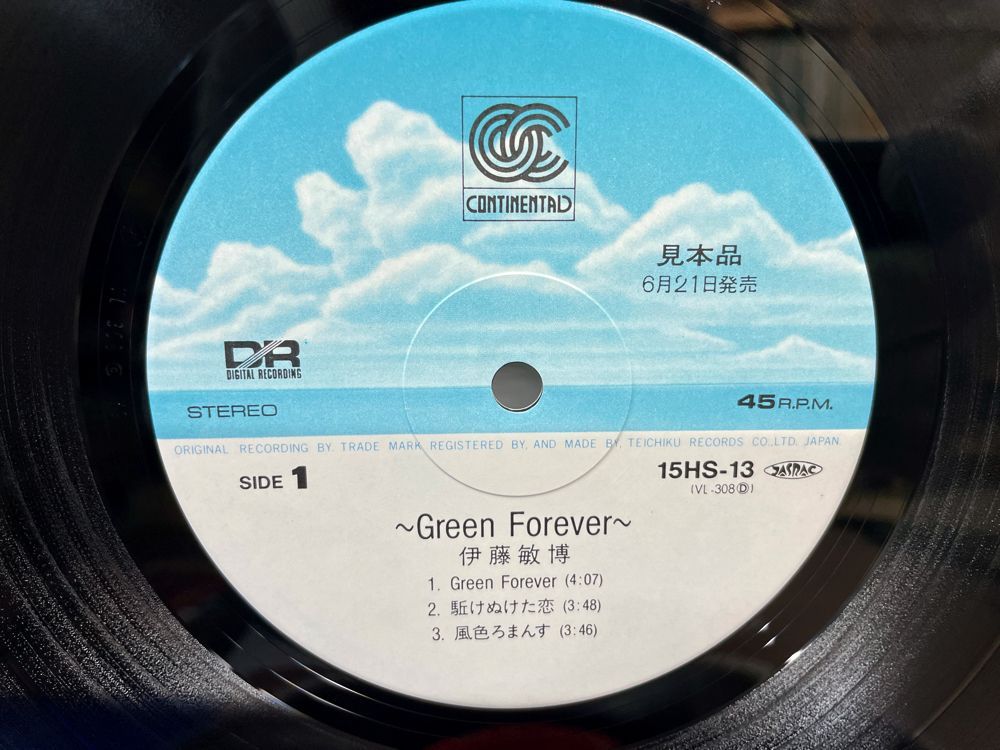 CONTINENTAL
見本品
6月21日発売
DR
DIGITAL RECORDING
STEREO
45 R.P.M.
ORIGINAL RECORDING BY. TRADE MARK REGISTERED BY, AND MADE BY, TEICHIKU RECORDS CO.,LTD. JAPAN.
SIDE 1
15HS-13 JASRAC
(VL-308Ⓓ)
~Green Forever~
伊藤敏博
1. Green Forever (4:07)
2. 駈けぬけた恋 (3:48)
3. 風色ろまんす (3:46)